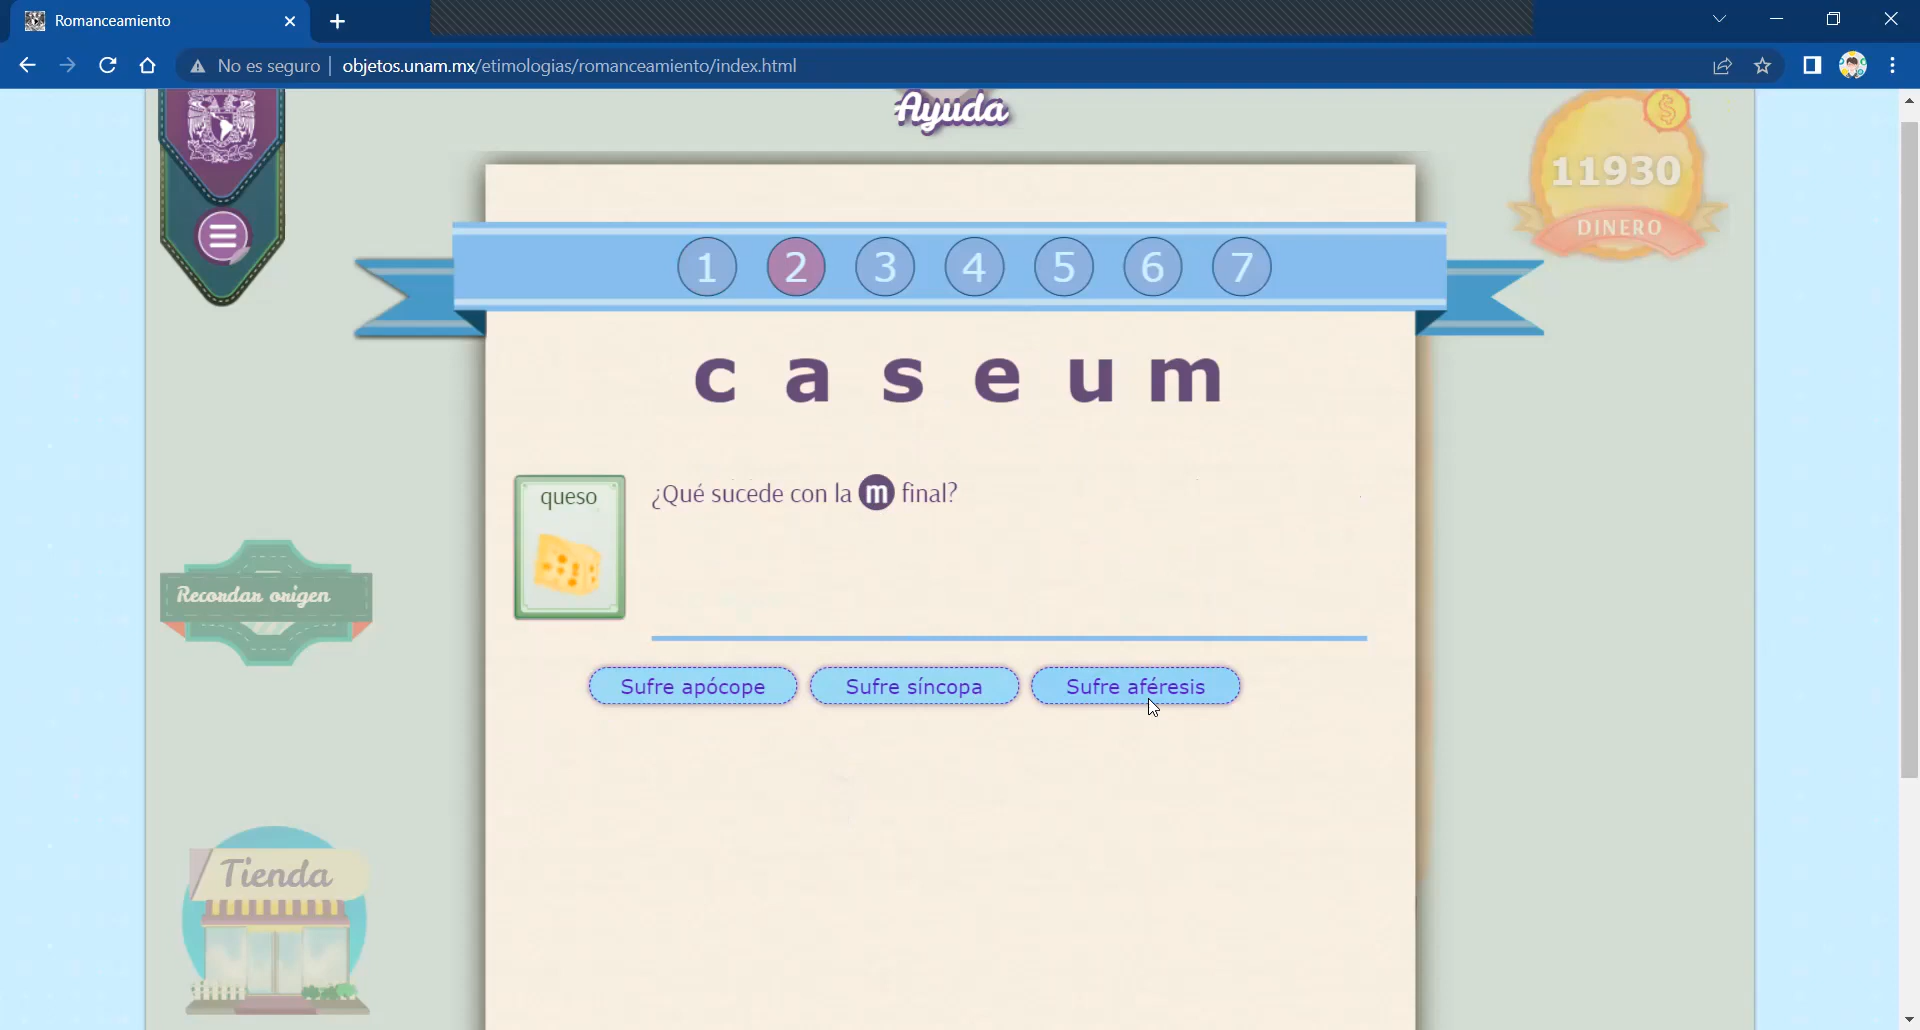 Romanceamiento
No es seguro | objetos.unam.mx/etimologias/romanceamiento/index.html
Ayuda
11930
DINERO
1 2 3 4 5 6 7
c a s e u m
queso
¿Qué sucede con la m final?
Recordar origen
Sufre apócope
Sufre síncopa
Sufre aféresis
Tienda